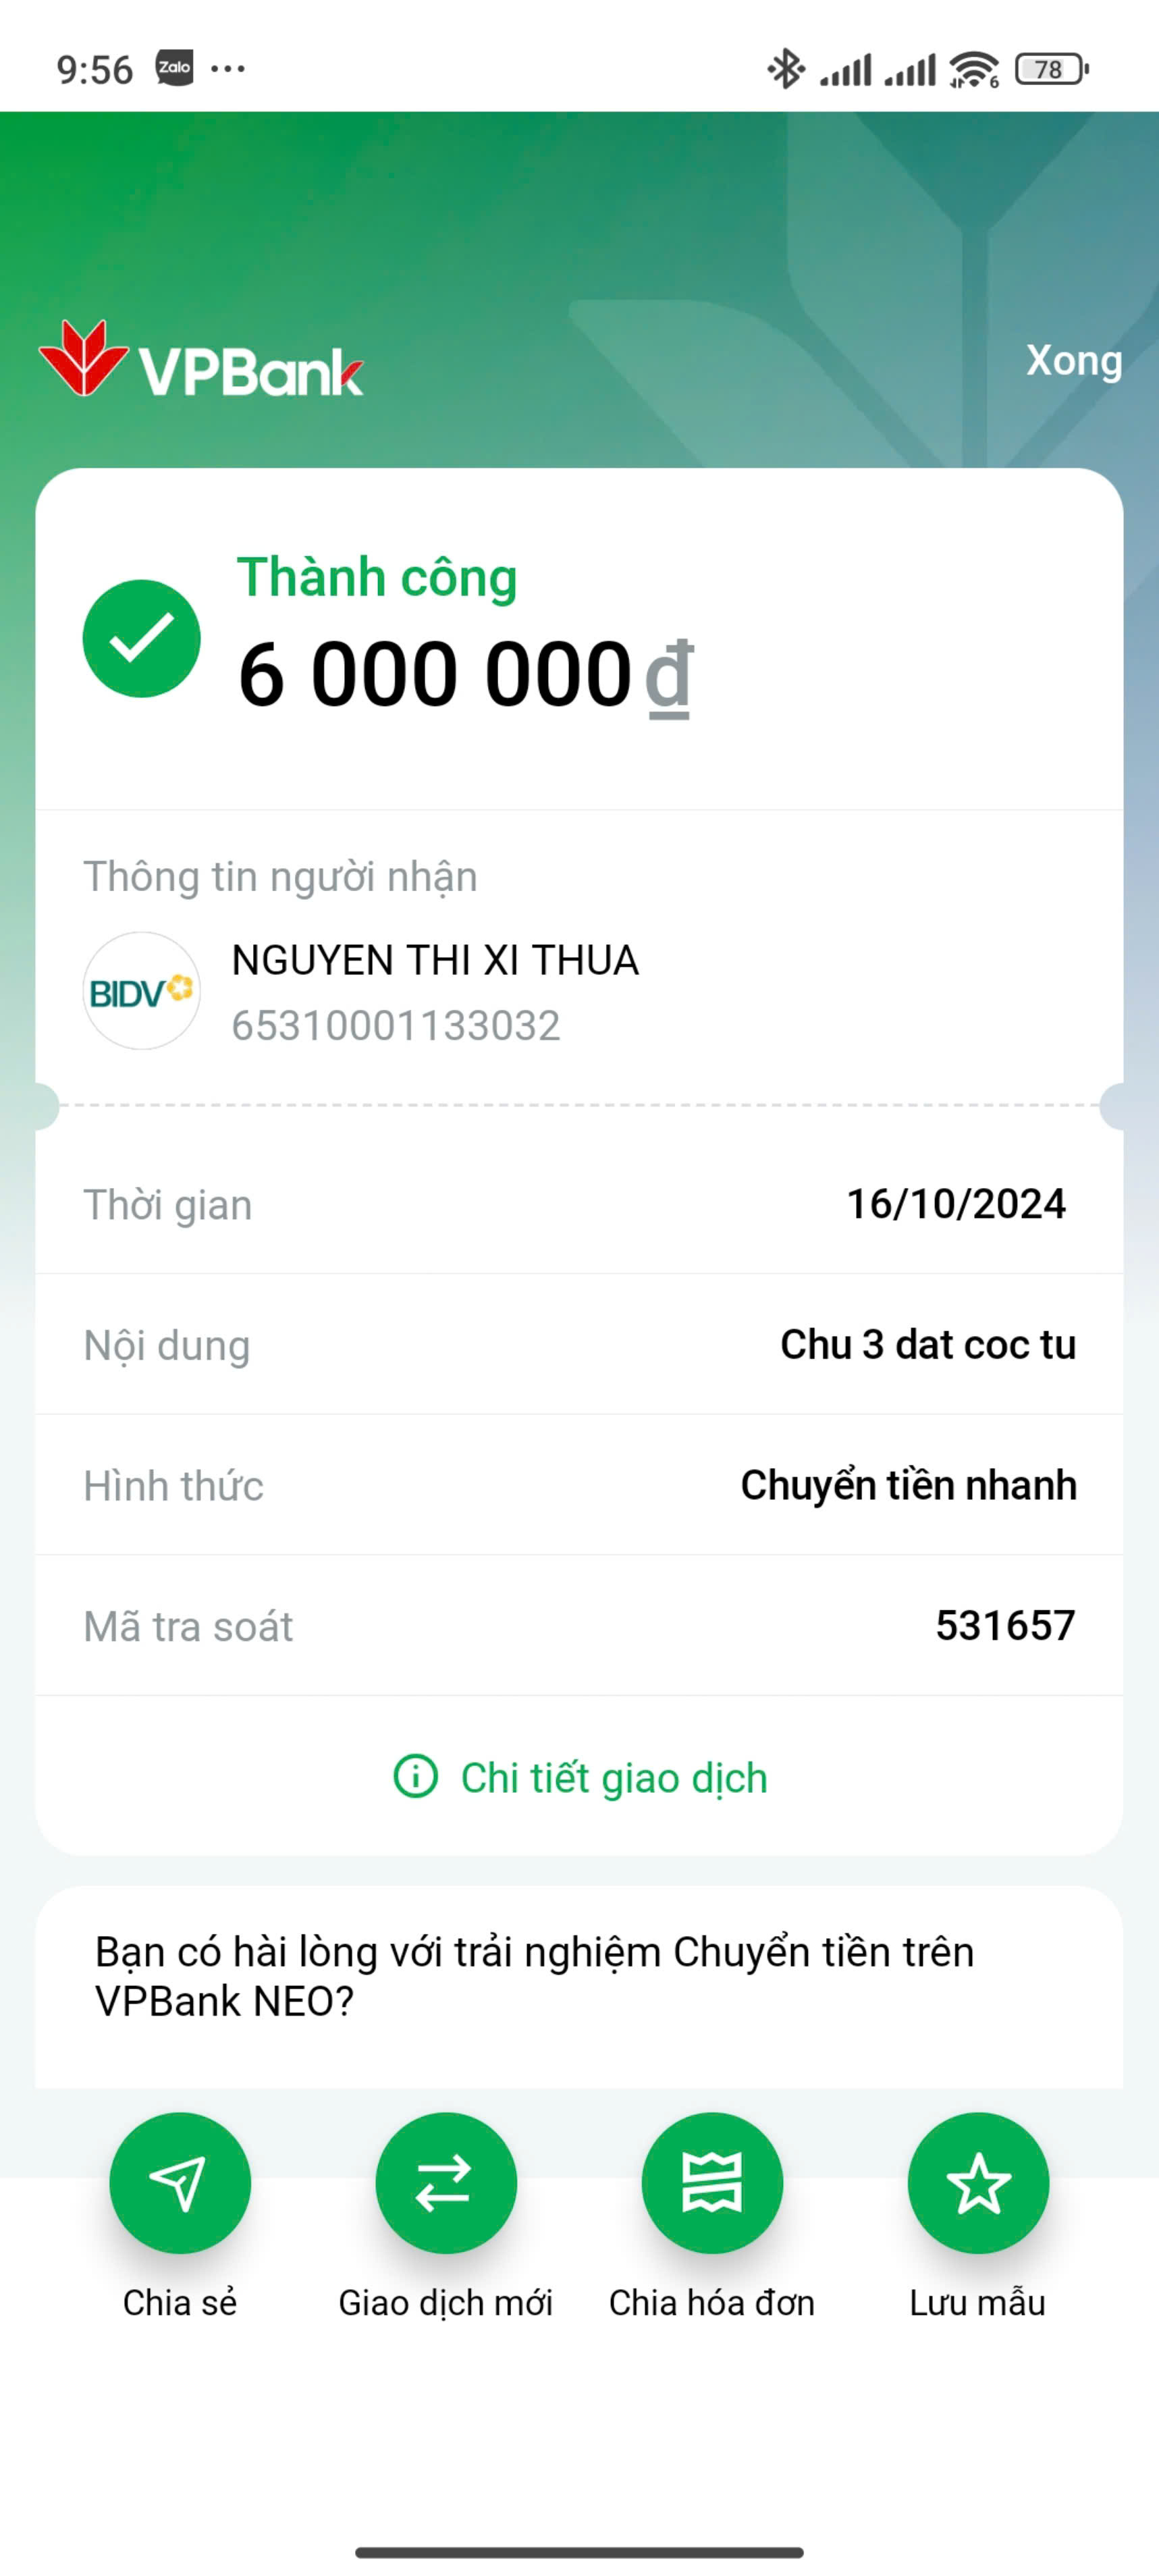 9:56 Zalo ...
6 78
VPBank
Xong
Thành công
6 000 000 đ
Thông tin người nhận
BIDV
NGUYEN THI XI THUA
65310001133032
Thời gian 16/10/2024
Nội dung Chu 3 dat coc tu
Hình thức Chuyển tiền nhanh
Mã tra soát 531657
Chi tiết giao dịch
Bạn có hài lòng với trải nghiệm Chuyển tiền trên
VPBank NEO?
Chia sẻ Giao dịch mới Chia hóa đơn Lưu mẫu